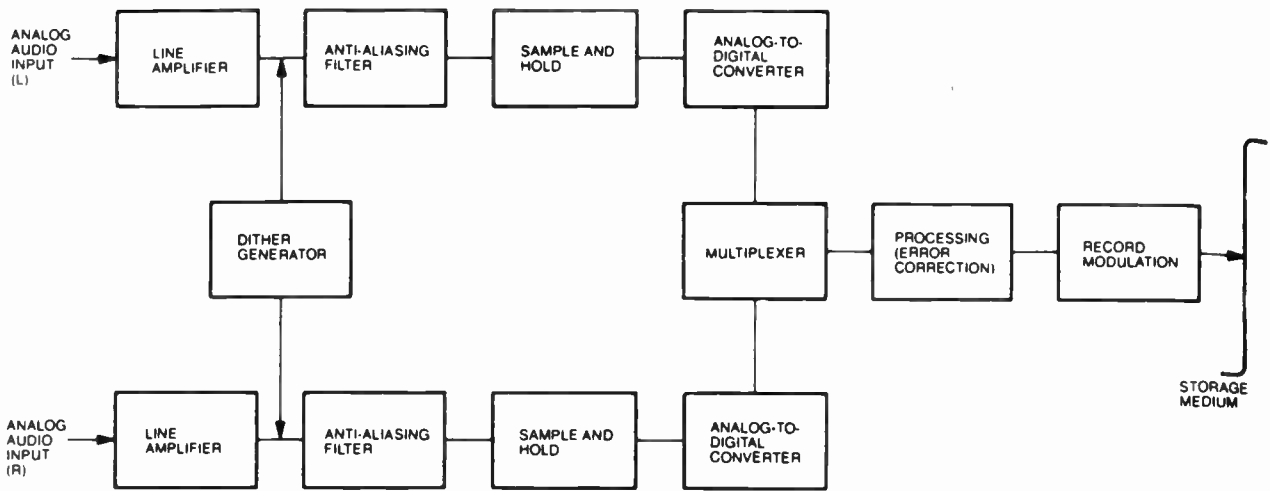 ANALOG
AUDIO
INPUT
(L)
LINE
AMPLIFIER
ANTI-ALIASING
FILTER
SAMPLE AND
HOLD
ANALOG-TO-
DIGITAL
CONVERTER
DITHER
GENERATOR
MULTIPLEXER
PROCESSING
(ERROR
CORRECTION)
RECORD
MODULATION
STORAGE
MEDIUM
ANALOG
AUDIO
INPUT
(R)
LINE
AMPLIFIER
ANTI-ALIASING
FILTER
SAMPLE AND
HOLD
ANALOG-TO-
DIGITAL
CONVERTER